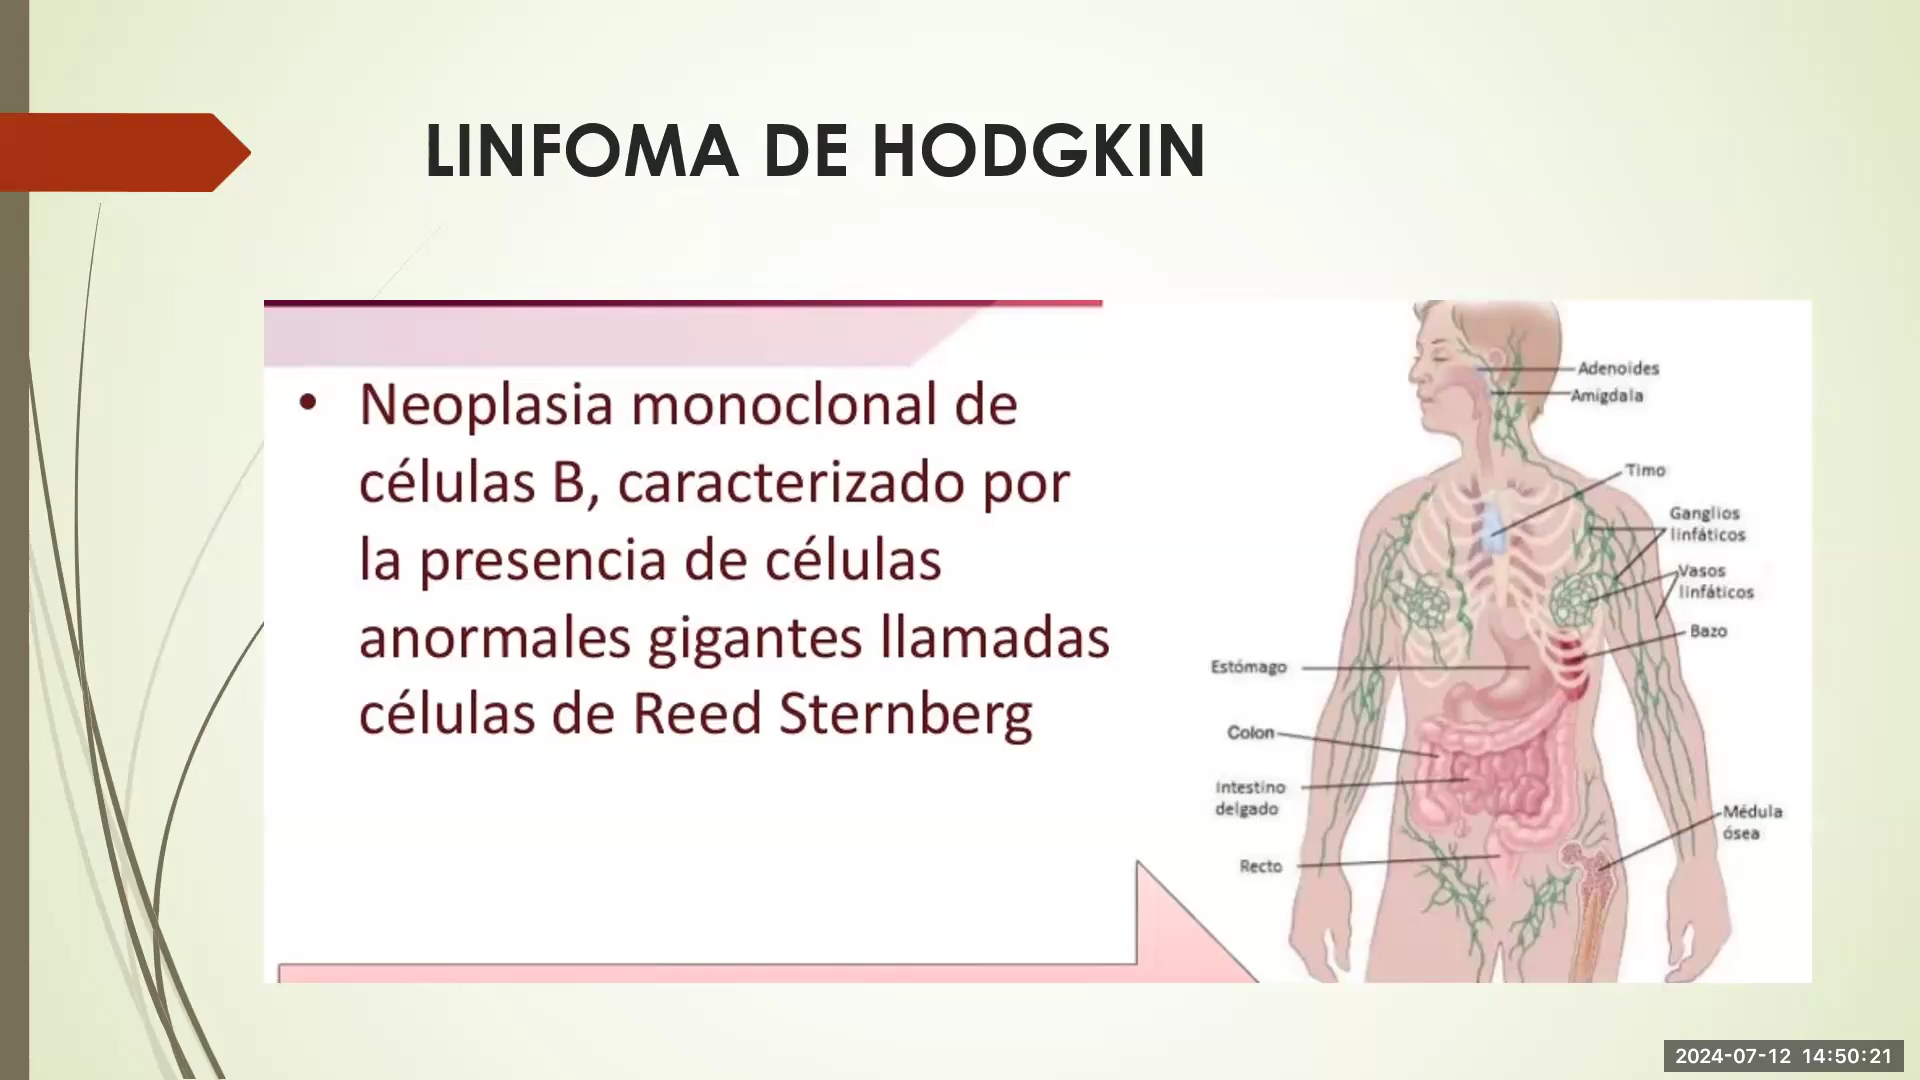 LINFOMA DE HODGKIN
• Neoplasia monoclonal de
células B, caracterizado por
la presencia de células
anormales gigantes llamadas
células de Reed Sternberg
Adenoides
Amígdala
Timo
Ganglios
linfáticos
Vasos
linfáticos
Bazo
Estómago
Colon
Intestino
delgado
Recto
Médula
ósea
2024-07-12 14:50:21